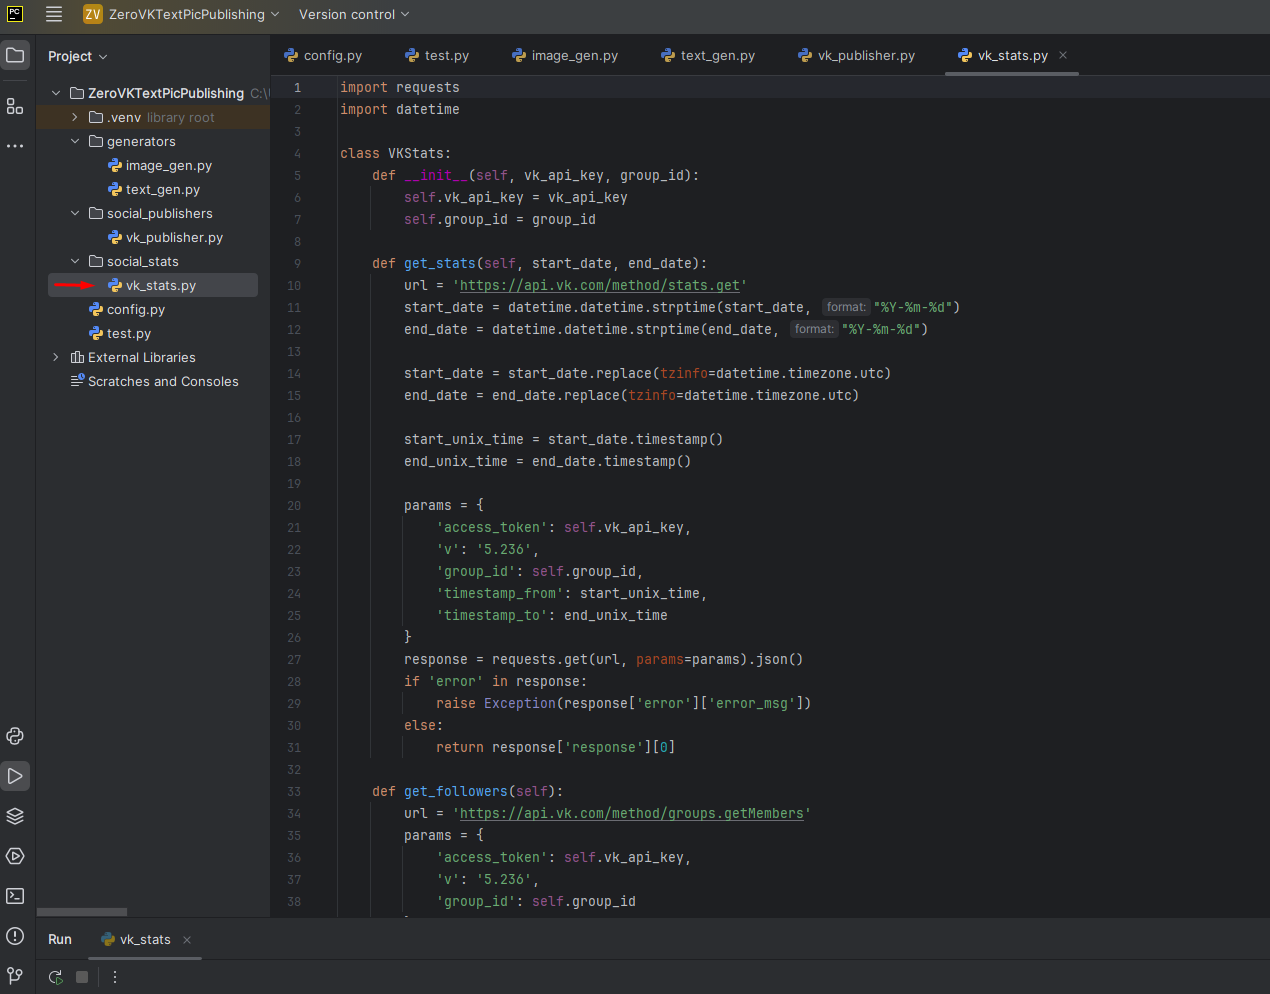 PC
ZV ZeroVKTextPicPublishing Version control
Project
config.py test.py image_gen.py text_gen.py vk_publisher.py vk_stats.py
ZeroVKTextPicPublishing C:\
.venv library root
generators
image_gen.py
text_gen.py
social_publishers
vk_publisher.py
social_stats
vk_stats.py
config.py
test.py
External Libraries
Scratches and Consoles
1 import requests
2 import datetime
3
4 class VKStats:
5 def __init__(self, vk_api_key, group_id):
6 self.vk_api_key = vk_api_key
7 self.group_id = group_id
8
9 def get_stats(self, start_date, end_date):
10 url = 'https://api.vk.com/method/stats.get'
11 start_date = datetime.datetime.strptime(start_date, format: "%Y-%m-%d")
12 end_date = datetime.datetime.strptime(end_date, format: "%Y-%m-%d")
13
14 start_date = start_date.replace(tzinfo=datetime.timezone.utc)
15 end_date = end_date.replace(tzinfo=datetime.timezone.utc)
16
17 start_unix_time = start_date.timestamp()
18 end_unix_time = end_date.timestamp()
19
20 params = {
21 'access_token': self.vk_api_key,
22 'v': '5.236',
23 'group_id': self.group_id,
24 'timestamp_from': start_unix_time,
25 'timestamp_to': end_unix_time
26 }
27 response = requests.get(url, params=params).json()
28 if 'error' in response:
29 raise Exception(response['error']['error_msg'])
30 else:
31 return response['response'][0]
32
33 def get_followers(self):
34 url = 'https://api.vk.com/method/groups.getMembers'
35 params = {
36 'access_token': self.vk_api_key,
37 'v': '5.236',
38 'group_id': self.group_id
Run vk_stats